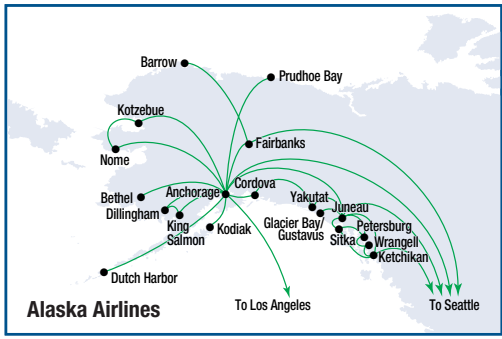 Barrow
Prudhoe Bay
Kotzebue
Fairbanks
Nome
Anchorage
Cordova
Bethel
Yakutat
Juneau
Dillingham
Glacier Bay/
Gustavus
Petersburg
King
Salmon
Kodiak
Sitka
Wrangell
Ketchikan
Dutch Harbor
To Los Angeles
To Seattle
Alaska Airlines